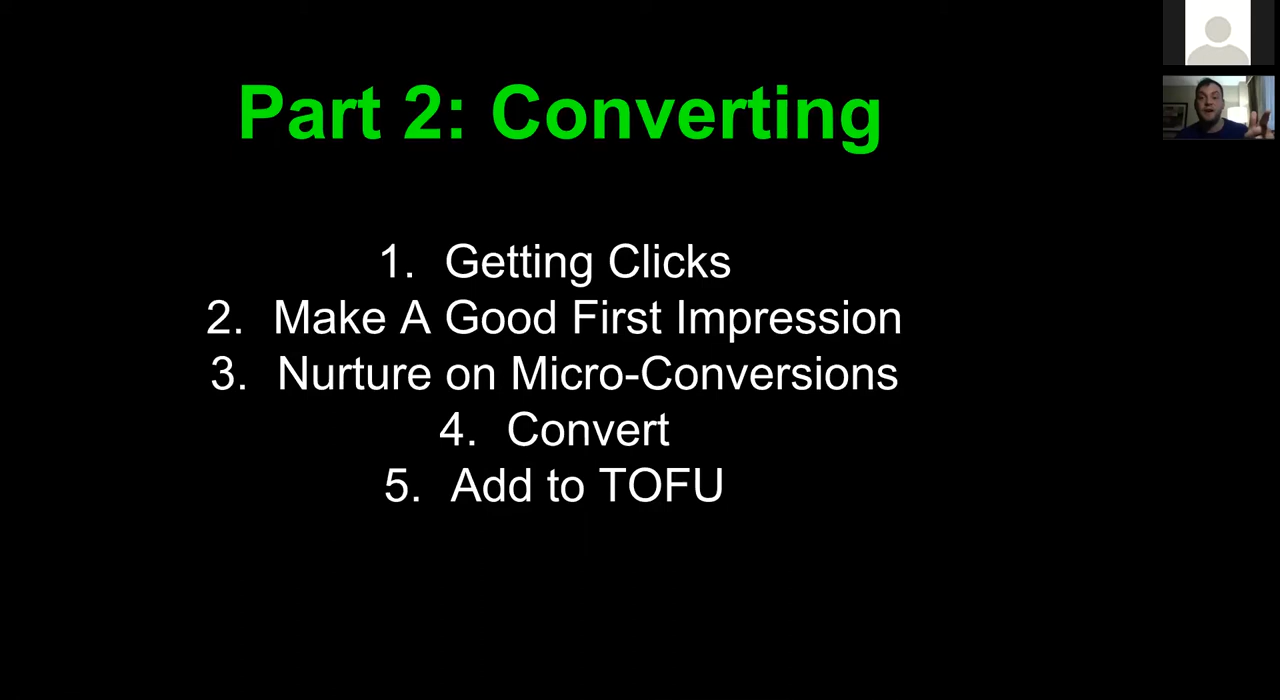 Part 2: Converting
1. Getting Clicks
2. Make A Good First Impression
3. Nurture on Micro-Conversions
4. Convert
5. Add to TOFU